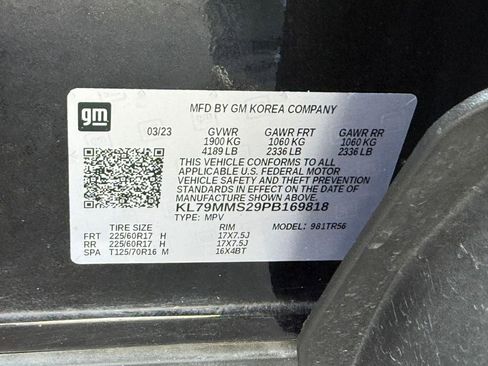 gm
MFD BY GM KOREA COMPANY
03/23 GVWR GAWR FRT GAWR RR
1900 KG 1060 KG 1060 KG
4189 LB 2336 LB 2336 LB
THIS VEHICLE CONFORMS TO ALL
APPLICABLE U.S. FEDERAL MOTOR
VEHICLE SAFETY AND THEFT PREVENTION
STANDARDS IN EFFECT ON THE DATE OF
MANUFACTURE SHOWN ABOVE.
KL79MMS29PB169818
TYPE: MPV MODEL: 981TR56
TIRE SIZE RIM
FRT 225/60R17 H 17X7.5J
RR 225/60R17 H 17X7.5J
SPA T125/70R16 M 16X4BT